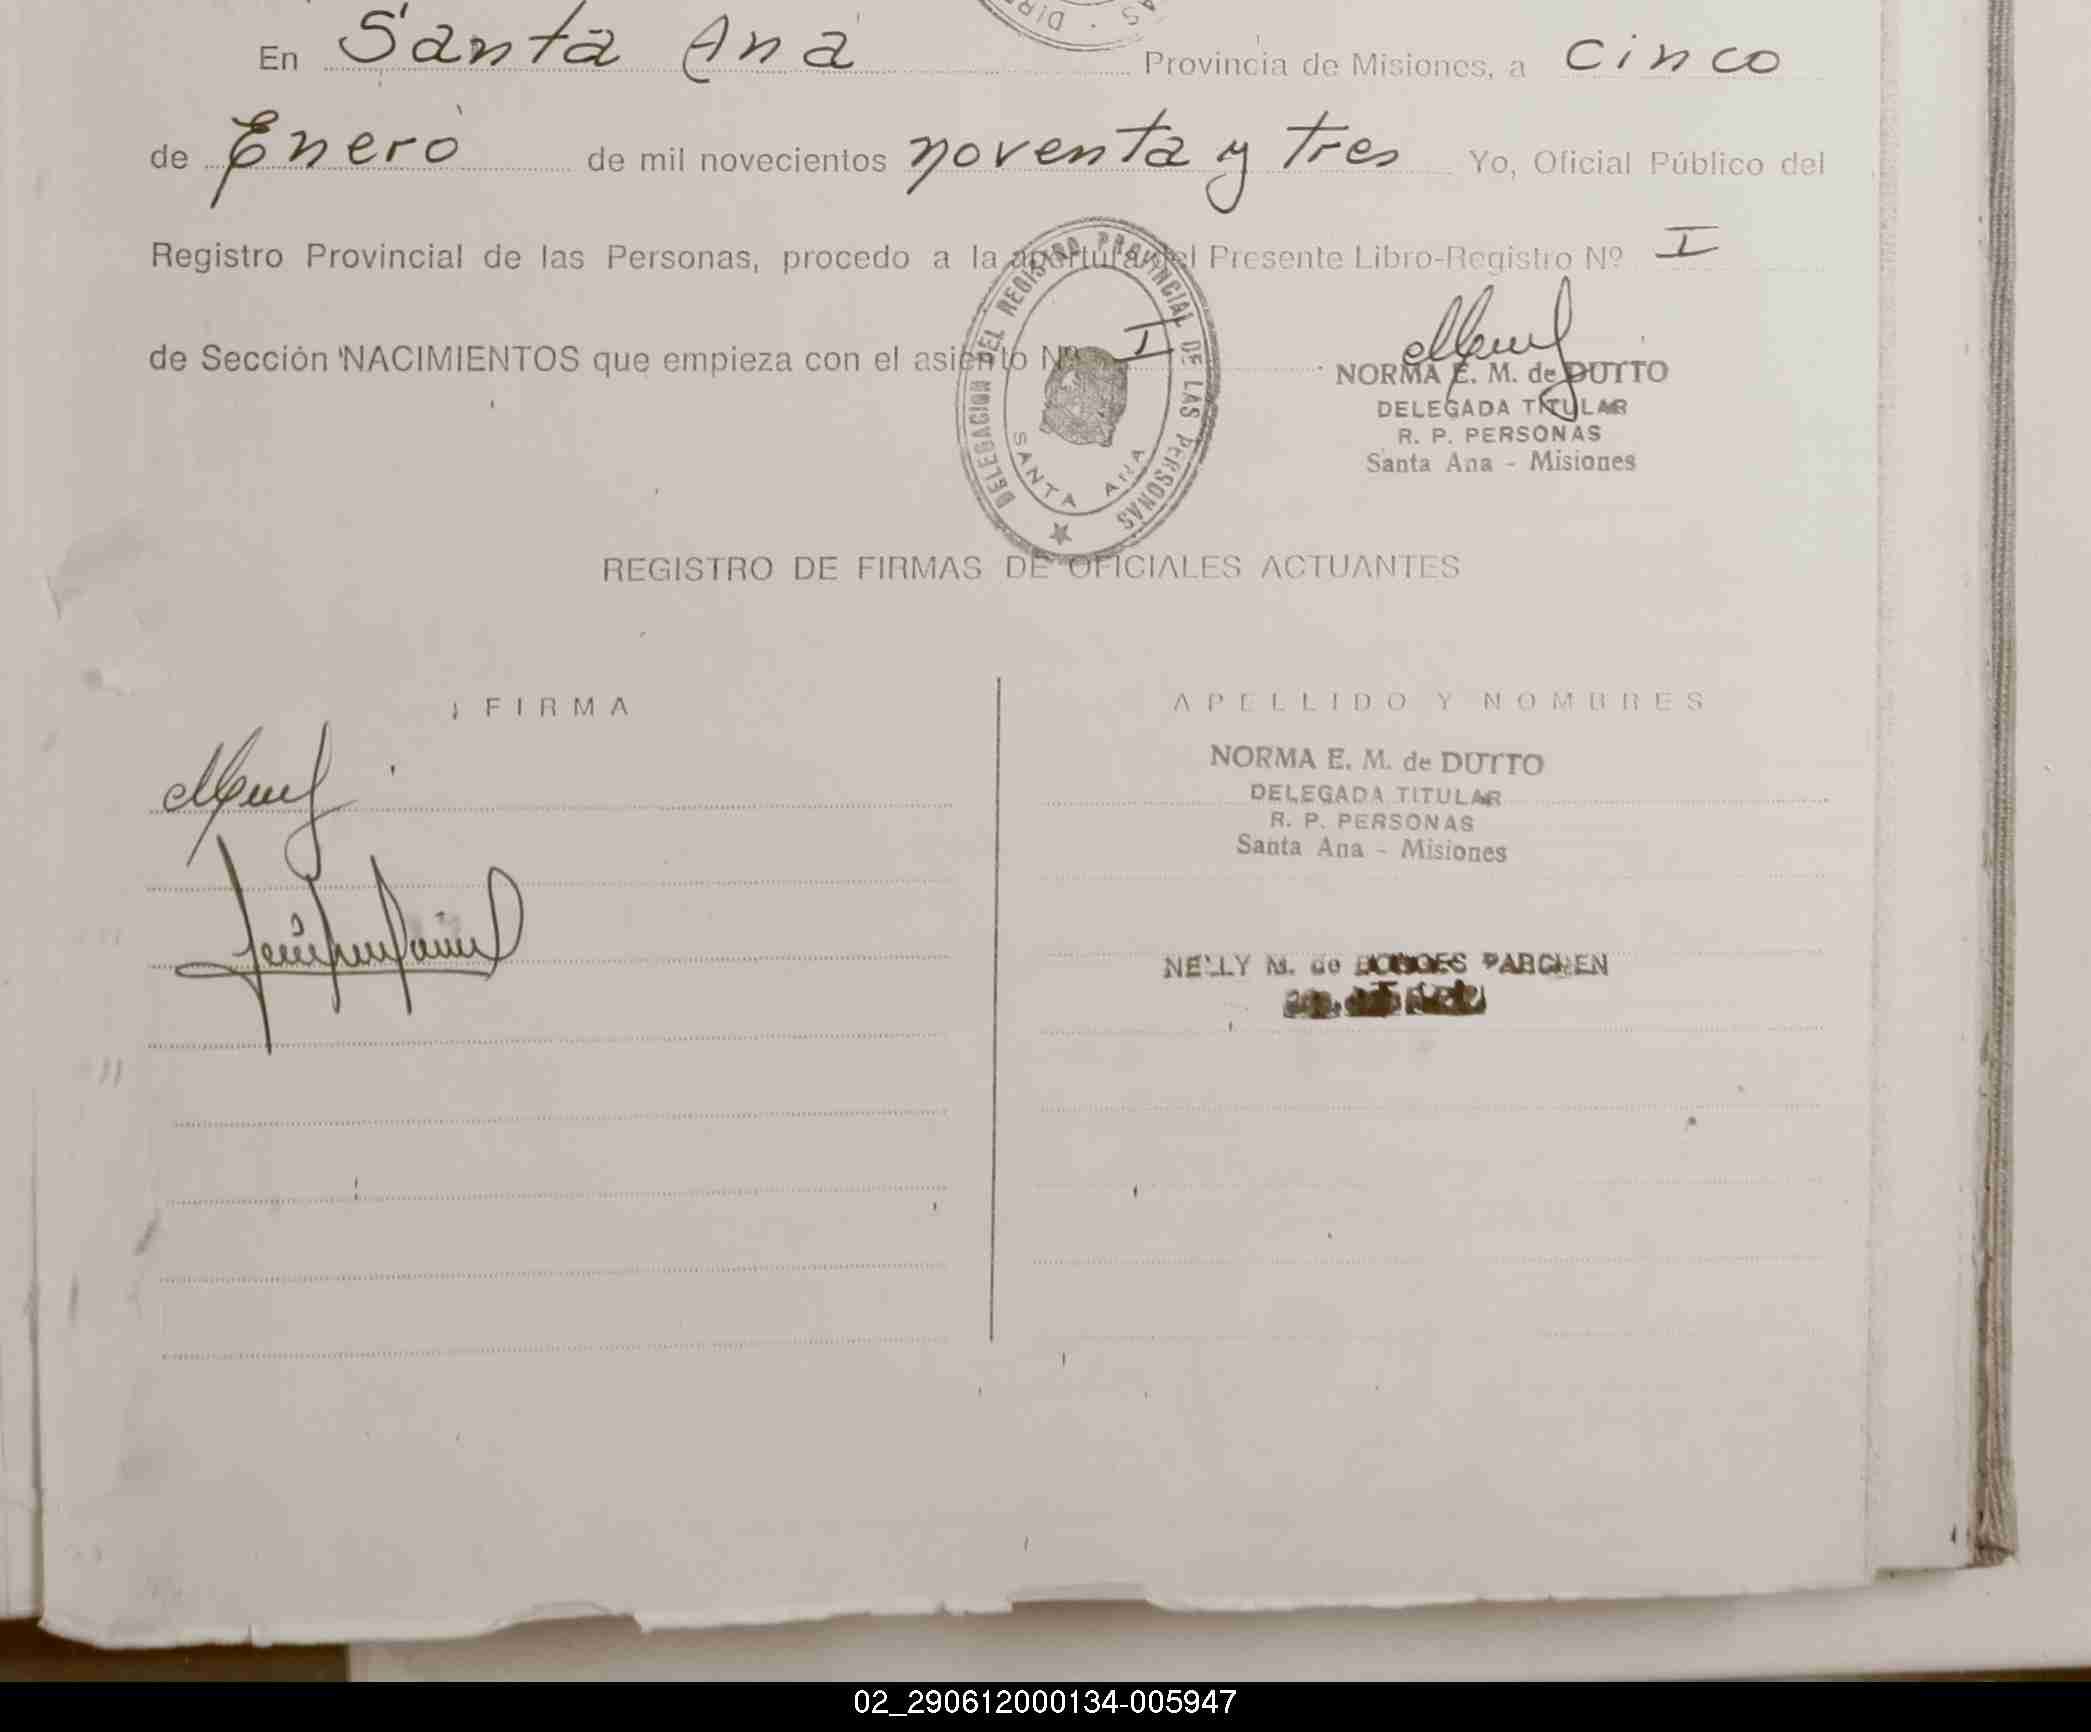 En Santa Ana Provincia de Misiones, a cinco
de Enero de mil novecientos noventa y tres Yo, Oficial Público del
Registro Provincial de las Personas, procedo a la apertura del Presente Libro-Registro Nº I
de Sección NACIMIENTOS que empieza con el asiento Nº I
DELEGACION DEL REGISTRO PROVINCIAL DE LAS PERSONAS
SANTA ANA
NORMA E. M. de DUTTO
DELEGADA TITULAR
R. P. PERSONAS
Santa Ana - Misiones
REGISTRO DE FIRMAS DE OFICIALES ACTUANTES
FIRMA
APELLIDO Y NOMBRES
NORMA E. M. de DUTTO
DELEGADA TITULAR
R. P. PERSONAS
Santa Ana - Misiones
NELLY M. de BORGES PARCHEN
02_290612000134-005947